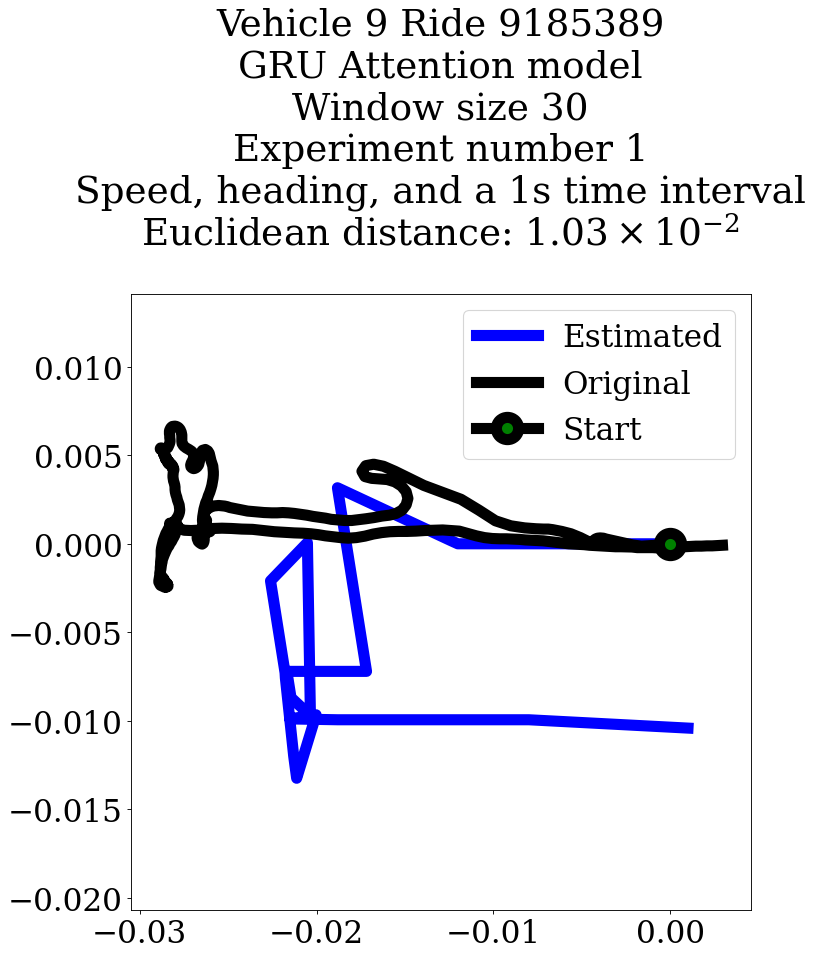 Vehicle 9 Ride 9185389
GRU Attention model
Window size 30
Experiment number 1
Speed, heading, and a 1s time interval
Euclidean distance: 1.03 × 10⁻²
Estimated
Original
Start
0.010
0.005
0.000
−0.005
−0.010
−0.015
−0.020
−0.03 −0.02 −0.01 0.00